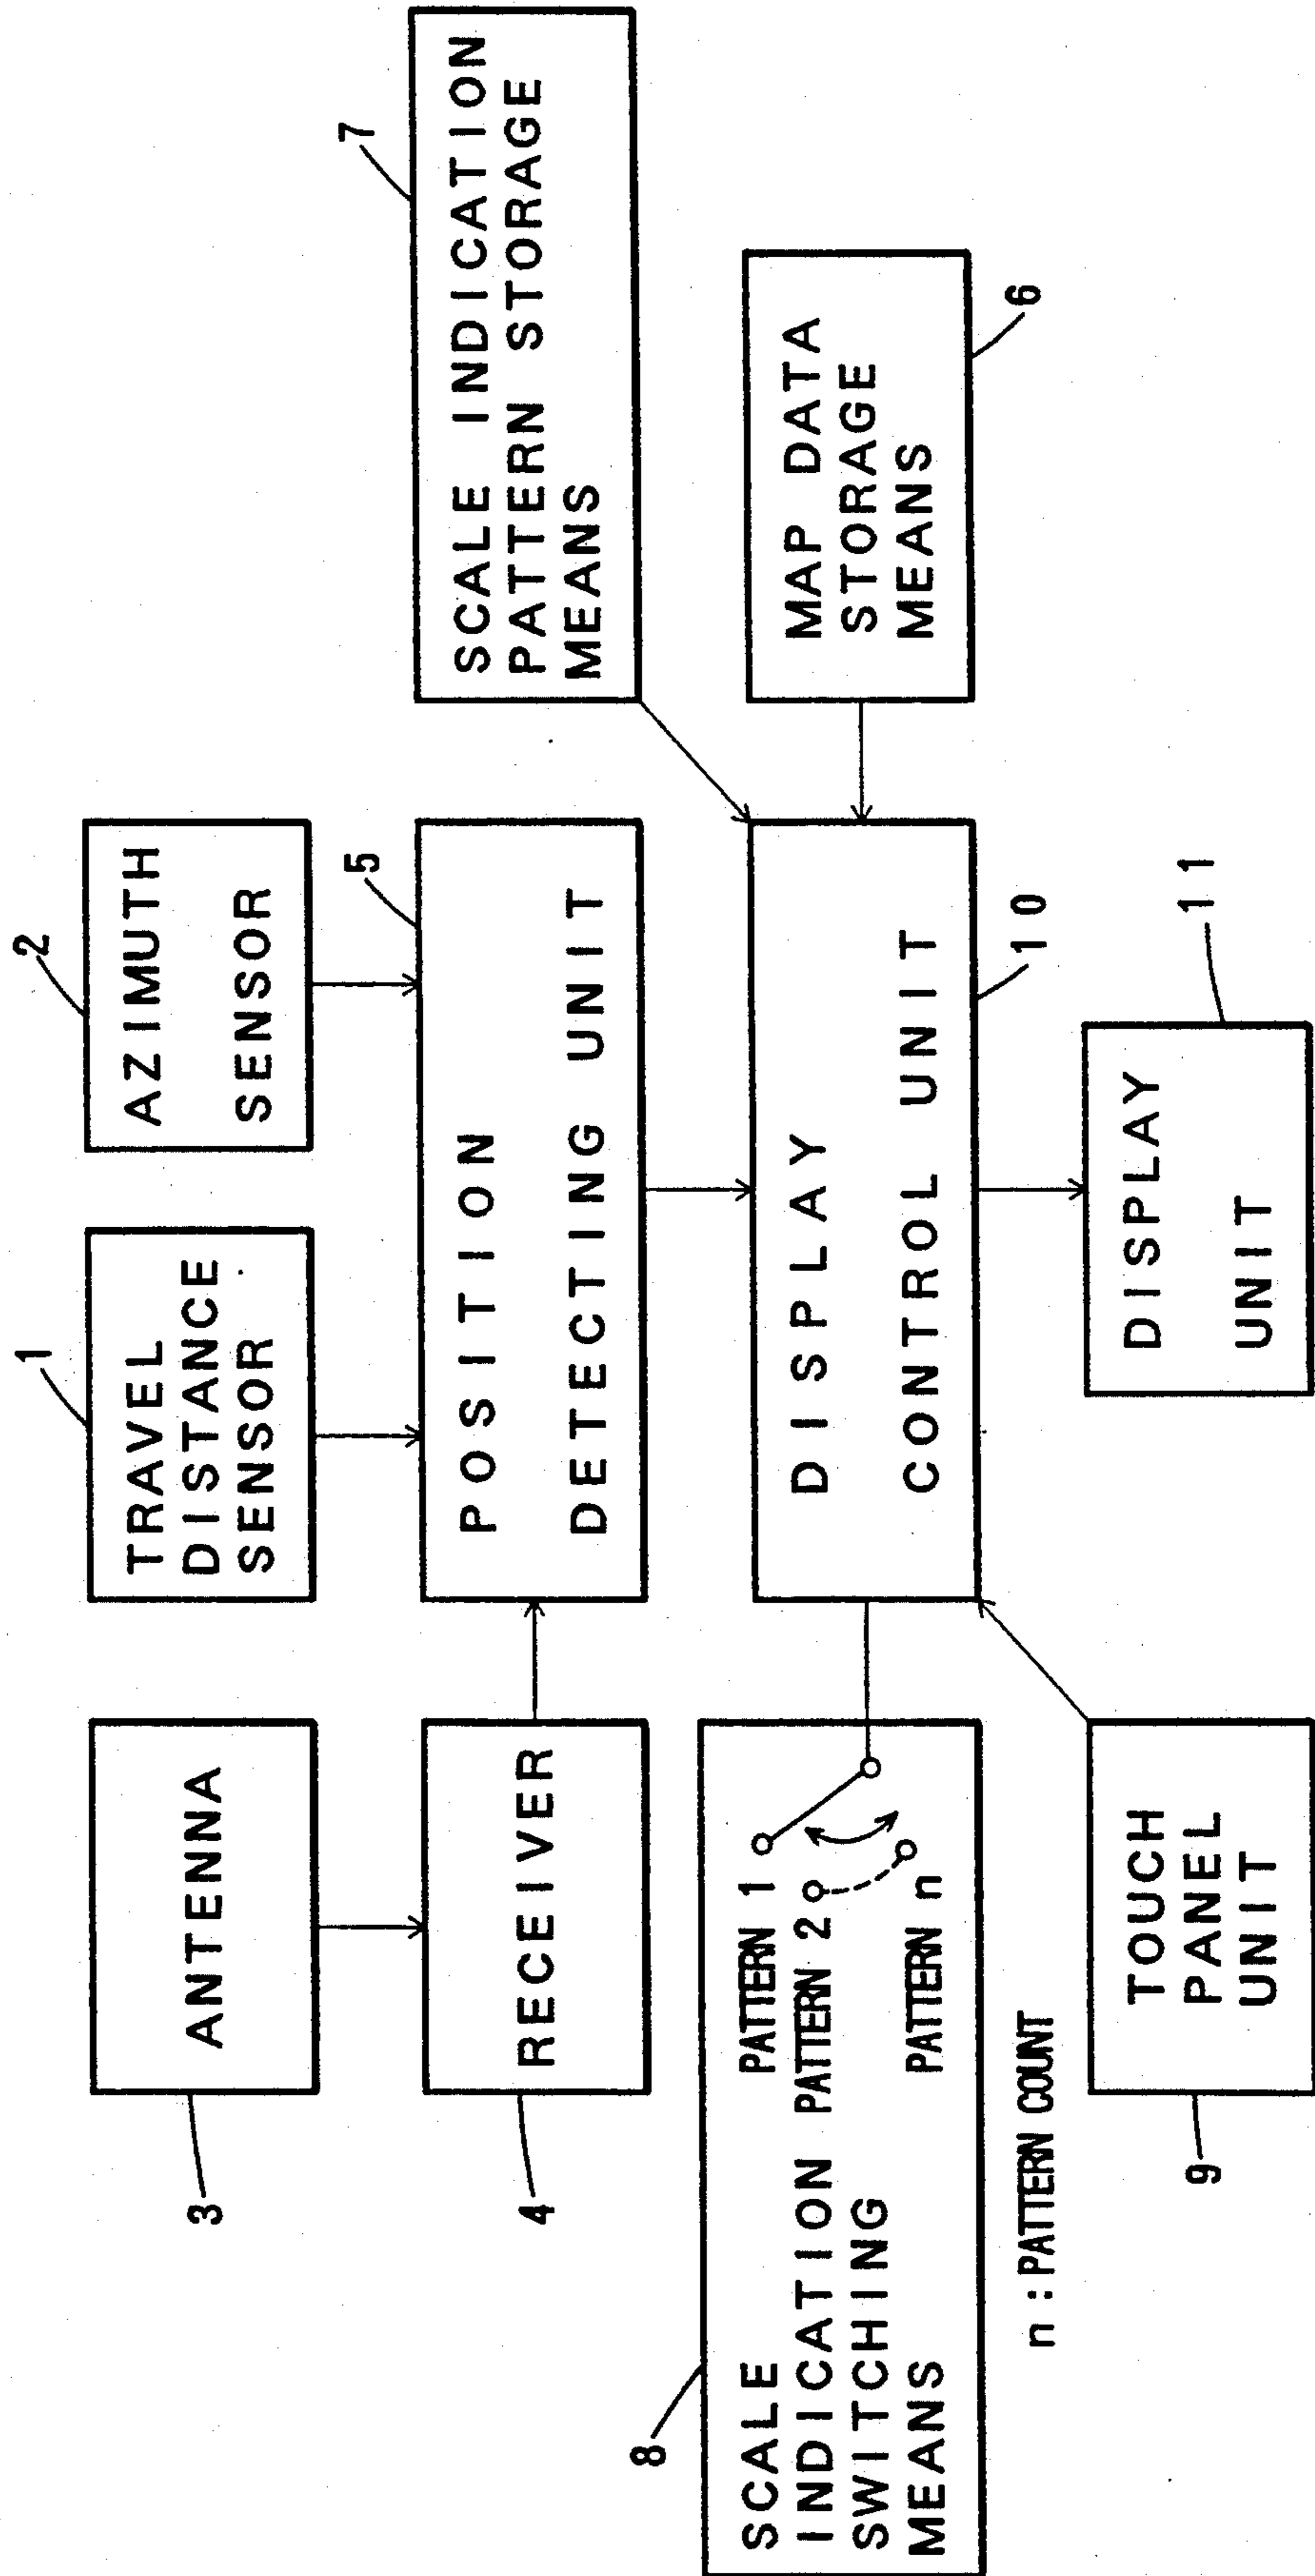 3
ANTENNA
1
TRAVEL
DISTANCE
SENSOR
2
AZIMUTH
SENSOR
4
RECEIVER
5
POSITION
DETECTING UNIT
7
SCALE INDICATION
PATTERN STORAGE
MEANS
8
SCALE
INDICATION
SWITCHING
MEANS
PATTERN 1
PATTERN 2
PATTERN n
n : PATTERN COUNT
DISPLAY
CONTROL UNIT
10
MAP DATA
STORAGE
MEANS
6
9
TOUCH
PANEL
UNIT
DISPLAY
UNIT
11